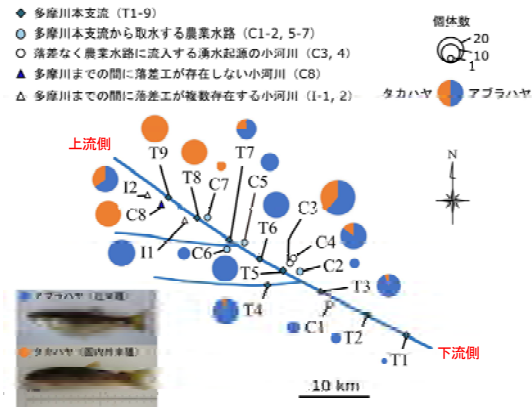 多摩川本支流（T1-9）
多摩川本支流から取水する農業水路（C1-2, 5-7）
落差なく農業水路に流入する湧水起源の小河川（C3, 4）
多摩川までの間に落差工が存在しない小河川（C8）
多摩川までの間に落差工が複数存在する小河川（I-1, 2）
個体数
20
10
1
タカハヤ
アブラハヤ
上流側
T9
T8
T7
I2
C7
C5
C8
C3
T6
C4
I1
C6
C2
T5
T3
T4
C1
T2
T1
下流側
N
10 km
アブラハヤ（在来種）
タカハヤ（国内外来種）